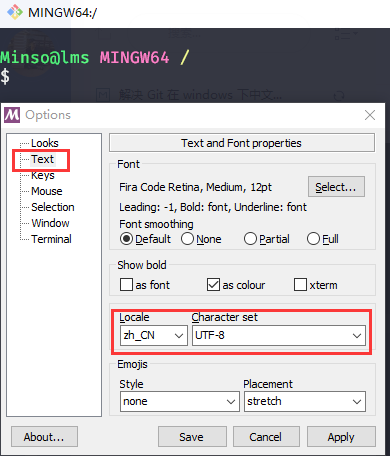 MINGW64:/
Minso@lms MINGW64 /
$
解决 Git 在 windows 下中文...
Options
Looks
Text
Keys
Mouse
Selection
Window
Terminal
Text and Font properties
Font
Fira Code Retina, Medium, 12pt
Select...
Leading: -1, Bold: font, Underline: font
Font smoothing
Default None Partial Full
Show bold
as font as colour xterm
Locale Character set
zh_CN UTF-8
Emojis
Style Placement
none stretch
About... Save Cancel Apply